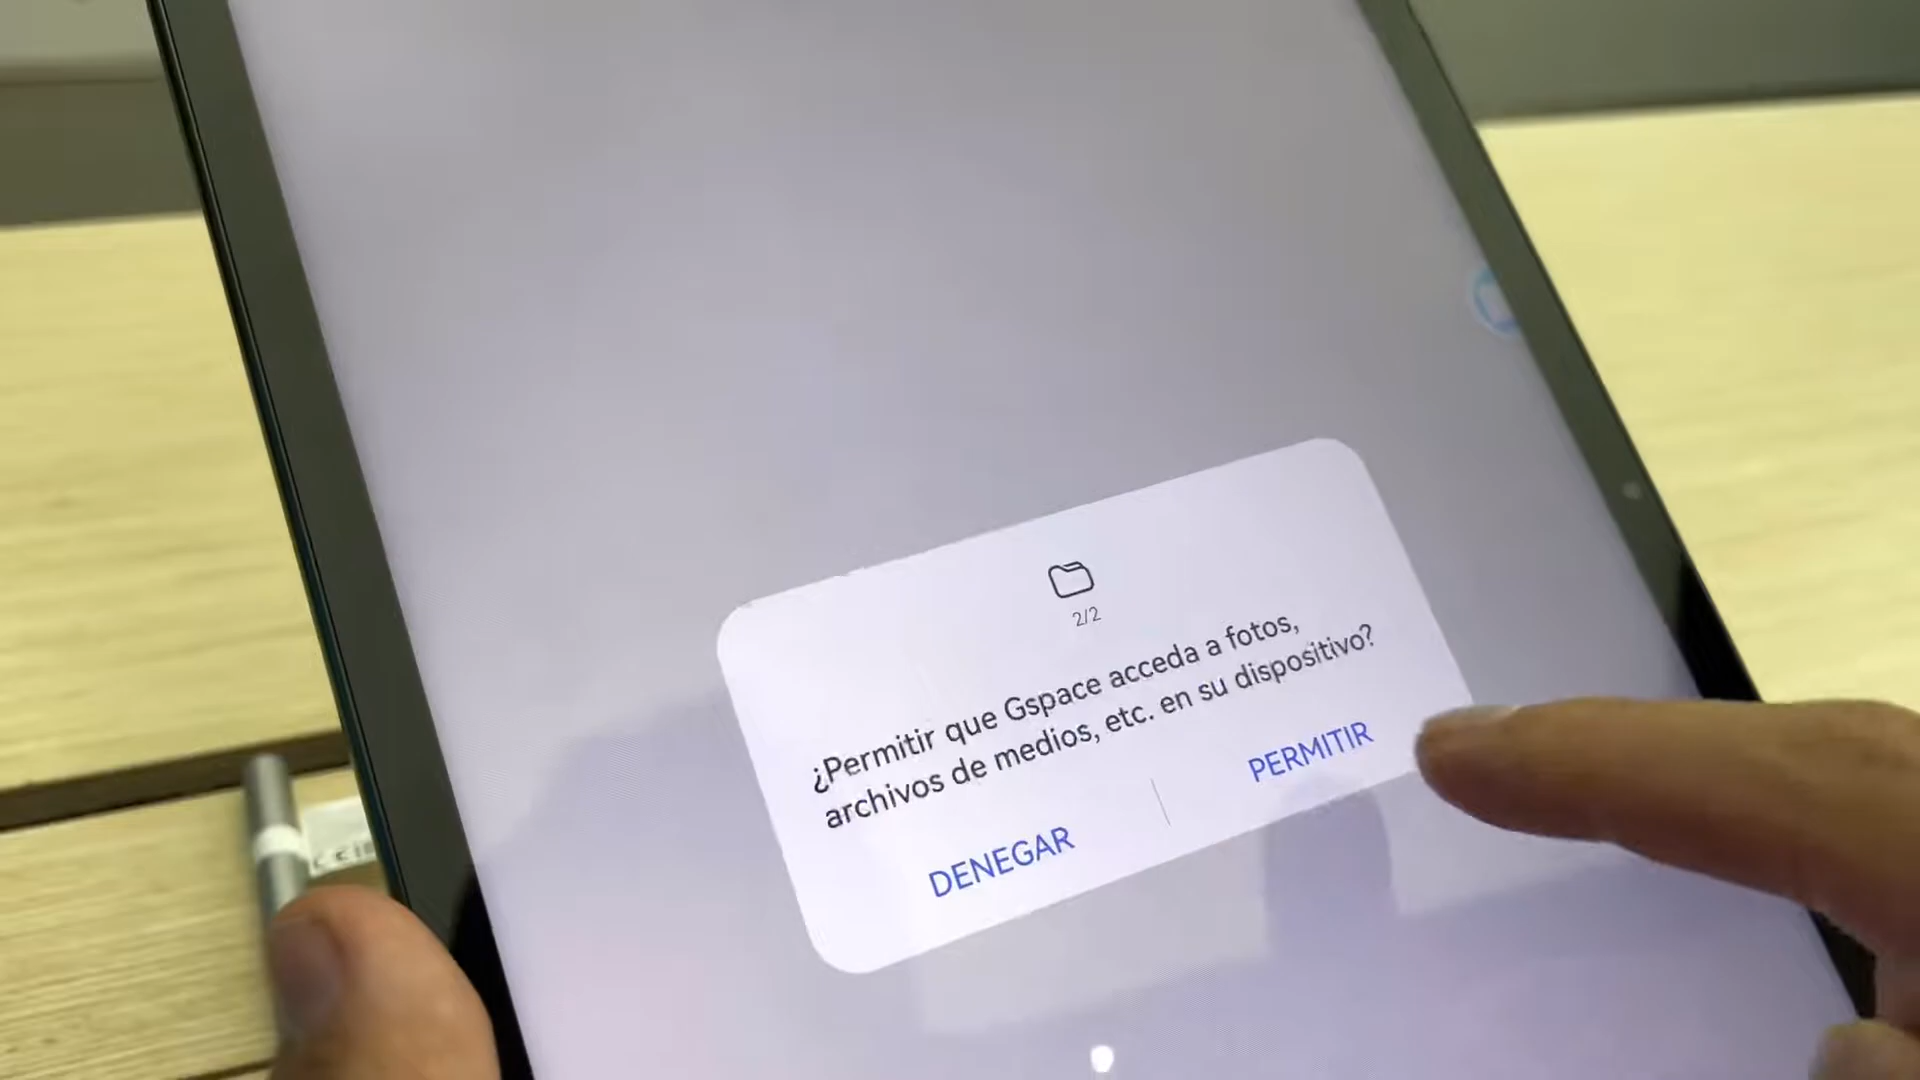 2/2
¿Permitir que Gspace acceda a fotos,
archivos de medios, etc. en su dispositivo?
DENEGAR
PERMITIR